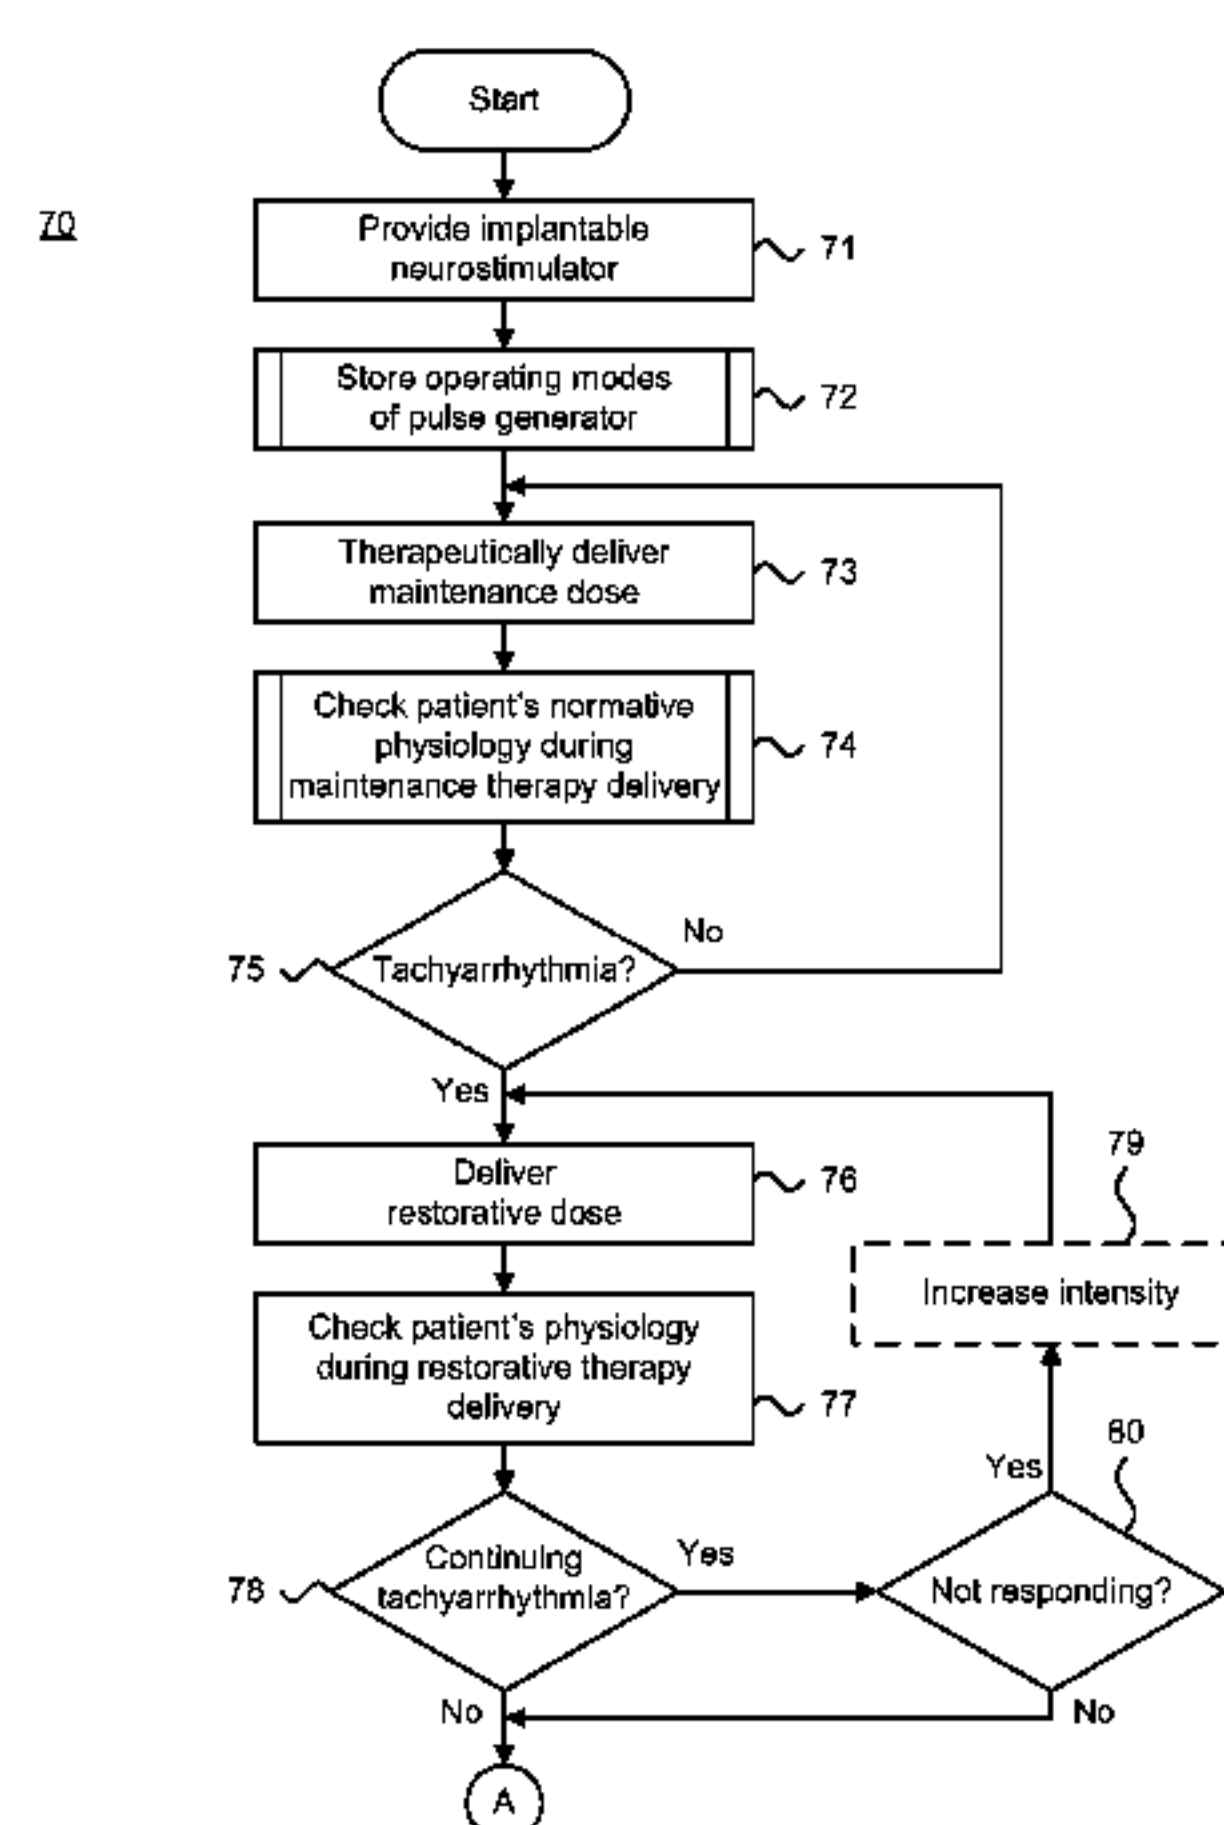 Start
70
Provide implantable
neurostimulator
71
Store operating modes
of pulse generator
72
Therapeutically deliver
maintenance dose
73
Check patient's normative
physiology during
maintenance therapy delivery
74
No
75
Tachyarrhythmia?
Yes
79
Deliver
restorative dose
76
Increase intensity
Check patient's physiology
during restorative therapy
delivery
77
80
Yes
Continuing
tachyarrhythmia?
78
Yes
Not responding?
No
No
A